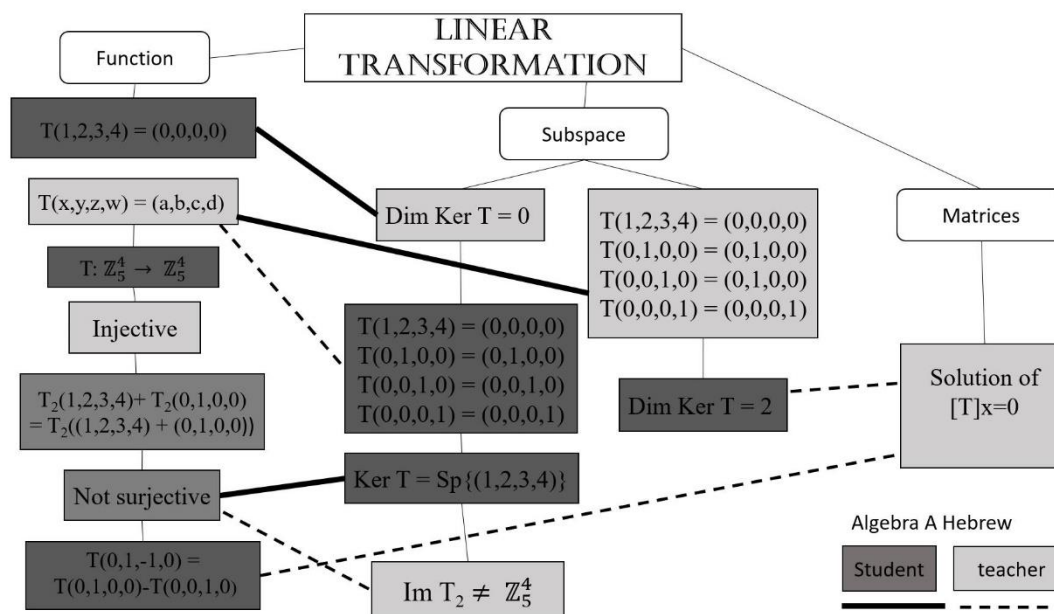 LINEAR
TRANSFORMATION
Function
T(1,2,3,4) = (0,0,0,0)
T(x,y,z,w) = (a,b,c,d)
T: ℤ₅⁴ → ℤ₅⁴
Injective
T₂(1,2,3,4)+ T₂(0,1,0,0)
= T₂((1,2,3,4) + (0,1,0,0))
Not surjective
T(0,1,-1,0) =
T(0,1,0,0)-T(0,0,1,0)
Subspace
Dim Ker T = 0
T(1,2,3,4) = (0,0,0,0)
T(0,1,0,0) = (0,1,0,0)
T(0,0,1,0) = (0,0,1,0)
T(0,0,0,1) = (0,0,0,1)
Ker T = Sp{(1,2,3,4)}
Im T₂ ≠ ℤ₅⁴
T(1,2,3,4) = (0,0,0,0)
T(0,1,0,0) = (0,1,0,0)
T(0,0,1,0) = (0,1,0,0)
T(0,0,0,1) = (0,0,0,1)
Dim Ker T = 2
Matrices
Solution of
[T]x=0
Algebra A Hebrew
Student
teacher